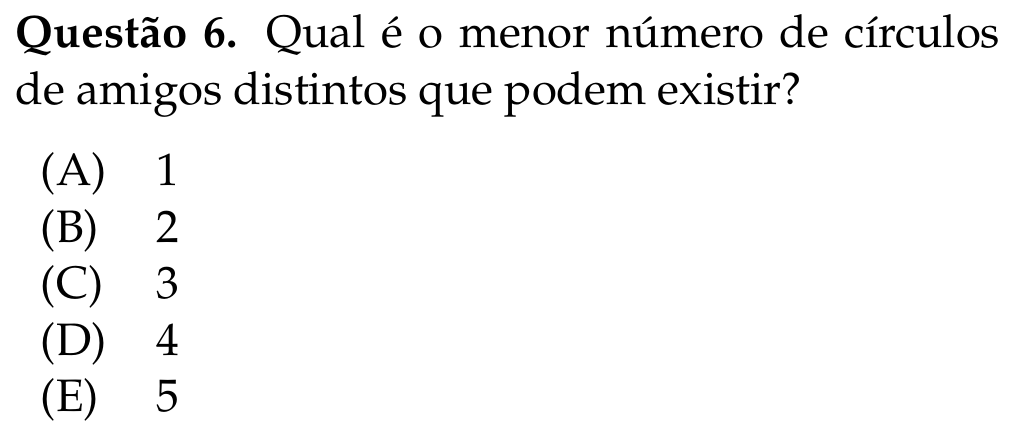 Questão 6. Qual é o menor número de círculos
de amigos distintos que podem existir?
(A) 1
(B) 2
(C) 3
(D) 4
(E) 5